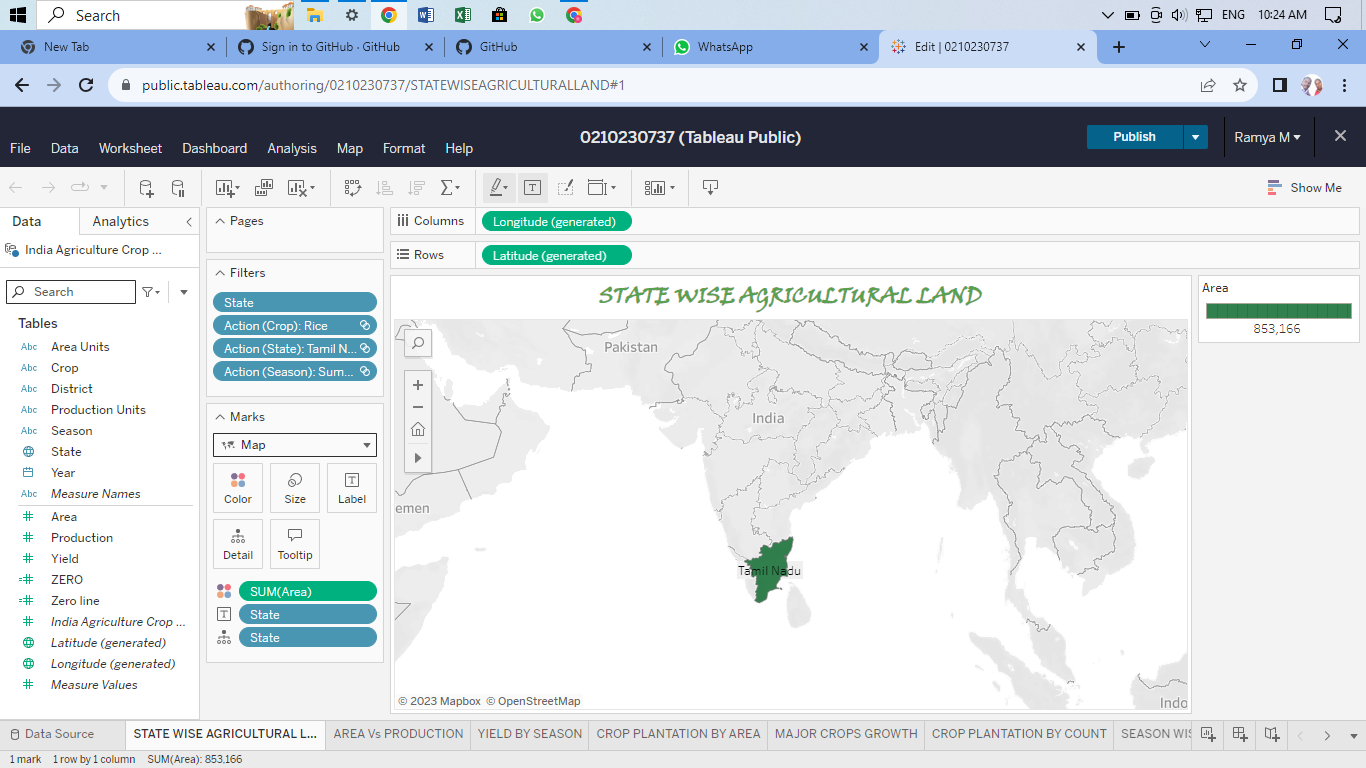 Search
ENG 10:24 AM
New Tab
Sign in to GitHub · GitHub
GitHub
WhatsApp
Edit | 0210230737
public.tableau.com/authoring/0210230737/STATEWISEAGRICULTURALLAND#1
0210230737 (Tableau Public)
Publish
Ramya M
File Data Worksheet Dashboard Analysis Map Format Help
Show Me
Data Analytics
India Agriculture Crop ...
Search
Tables
Abc Area Units
Abc Crop
Abc District
Abc Production Units
Abc Season
State
Year
Abc Measure Names
# Area
# Production
# Yield
=# ZERO
=# Zero line
# India Agriculture Crop ...
Latitude (generated)
Longitude (generated)
# Measure Values
Pages
Filters
State
Action (Crop): Rice
Action (State): Tamil N...
Action (Season): Sum...
Marks
Map
Color Size Label
Detail Tooltip
SUM(Area)
State
State
Columns Longitude (generated)
Rows Latitude (generated)
STATE WISE AGRICULTURAL LAND
Pakistan
India
emen
Tamil Nadu
Indo
© 2023 Mapbox © OpenStreetMap
Area
853,166
Data Source STATE WISE AGRICULTURAL L... AREA Vs PRODUCTION YIELD BY SEASON CROP PLANTATION BY AREA MAJOR CROPS GROWTH CROP PLANTATION BY COUNT SEASON WIS
1 mark 1 row by 1 column SUM(Area): 853,166